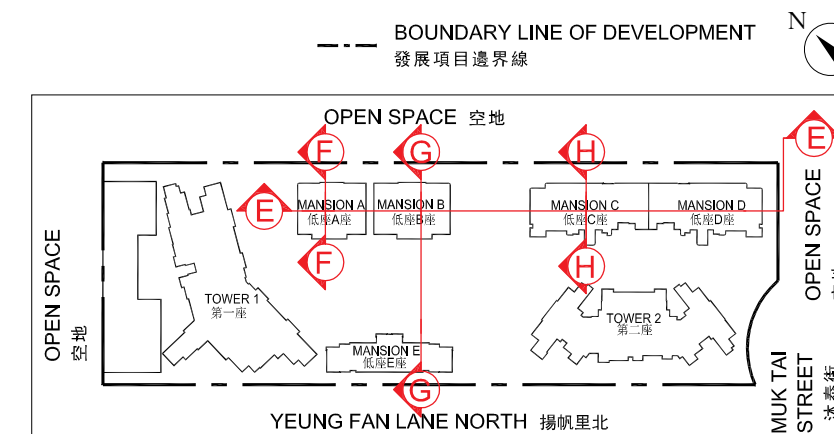 BOUNDARY LINE OF DEVELOPMENT
發展項目邊界線
N
OPEN SPACE 空地
F
G
H
E
E
MANSION A
低座A座
MANSION B
低座B座
MANSION C
低座C座
MANSION D
低座D座
F
H
OPEN SPACE
空地
OPEN SPACE
TOWER 1
第一座
TOWER 2
第二座
MANSION E
低座E座
G
MUK TAI
STREET
沐泰街
YEUNG FAN LANE NORTH 揚帆里北